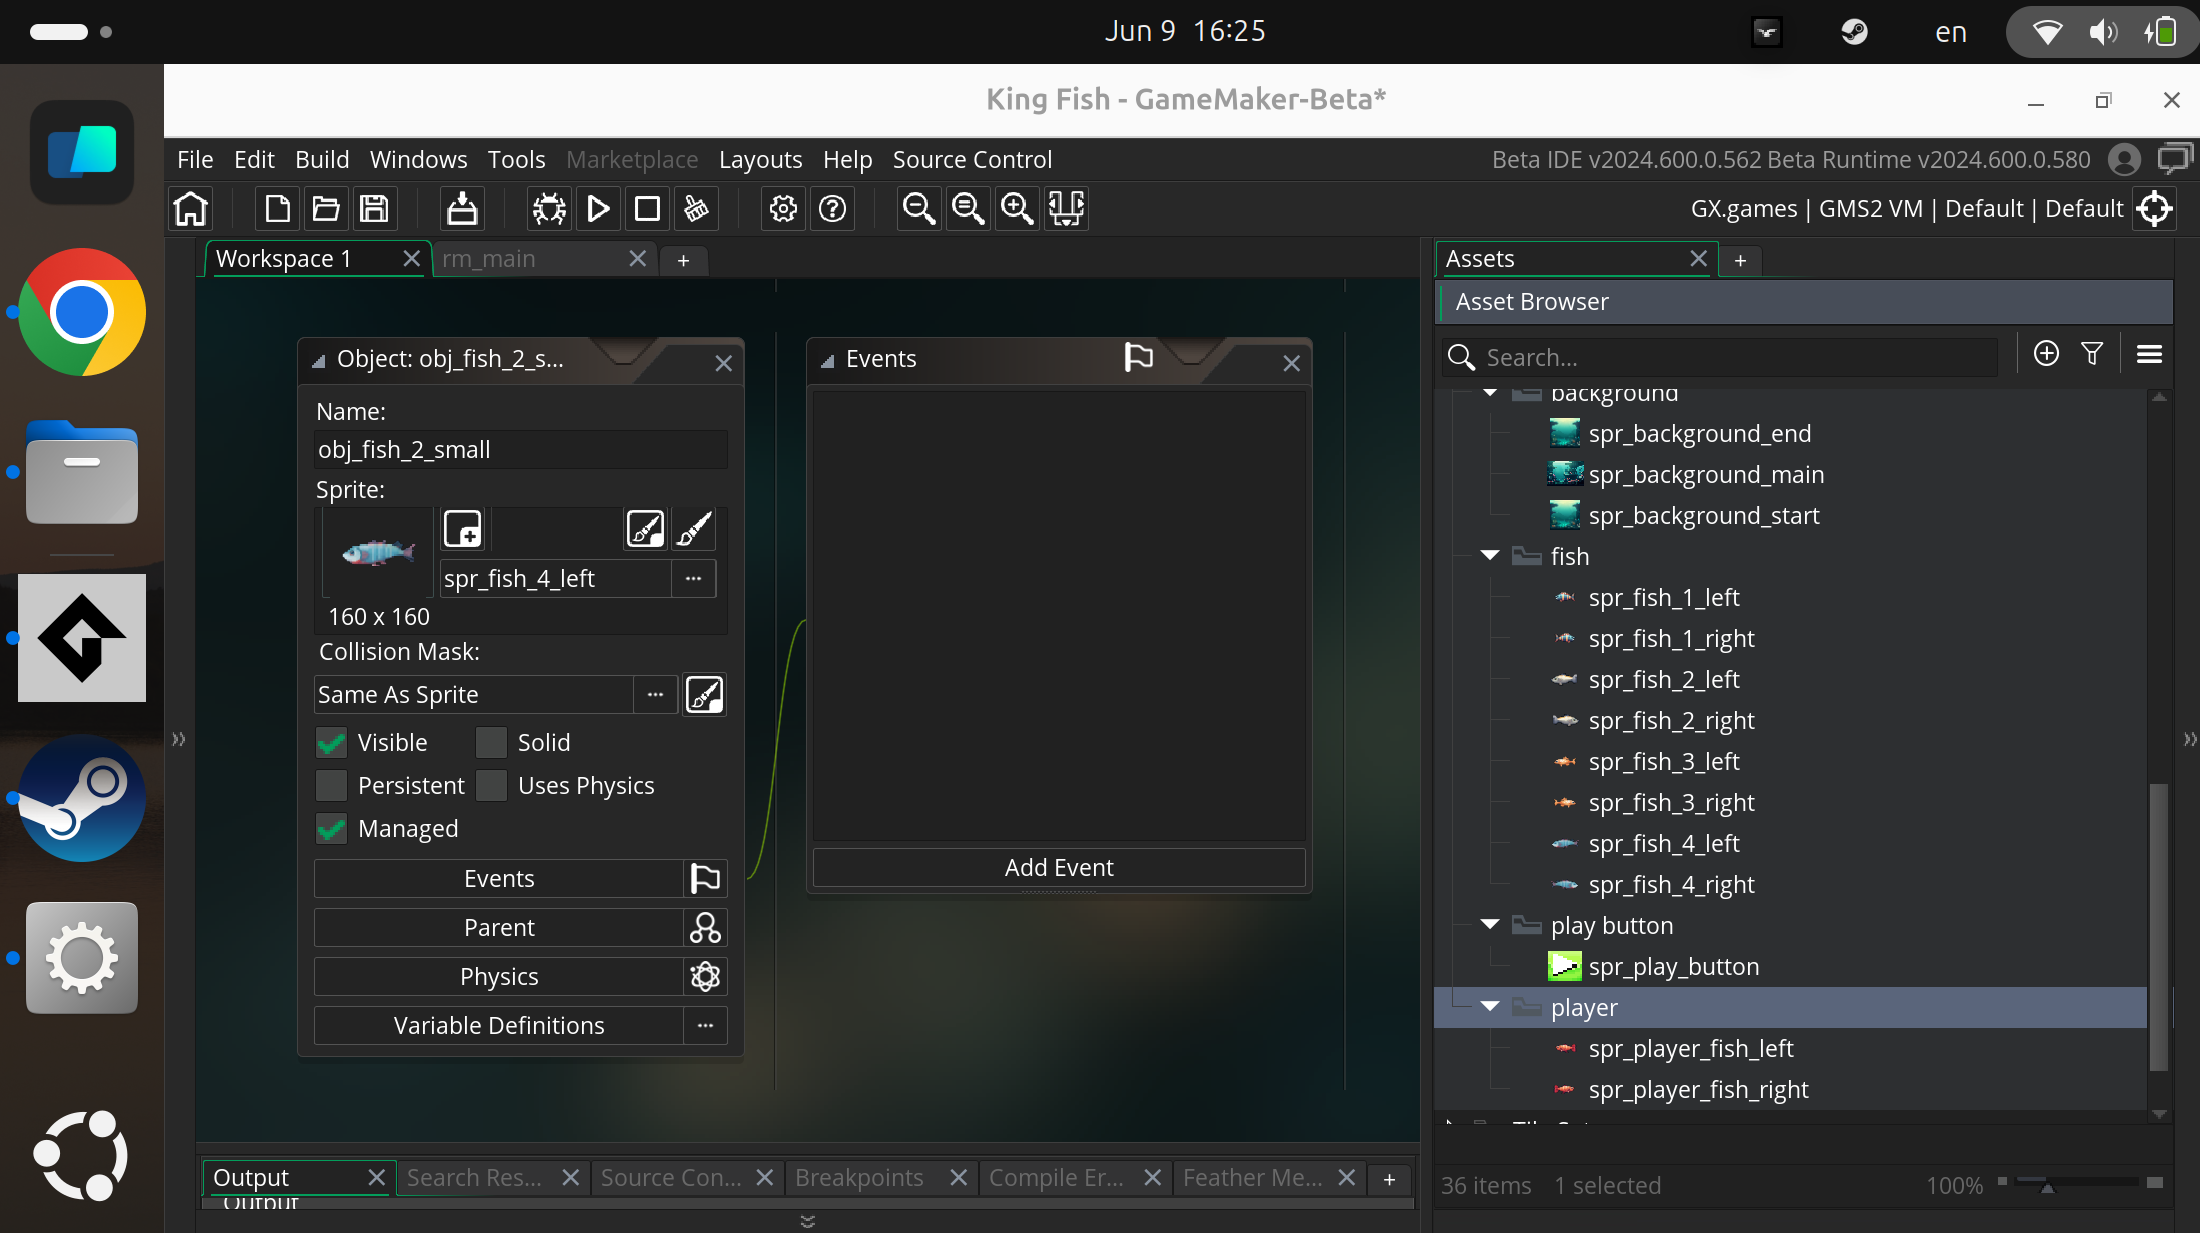 Jun 9 16:25
en
King Fish - GameMaker-Beta*
File Edit Build Windows Tools Marketplace Layouts Help Source Control
Beta IDE v2024.600.0.562 Beta Runtime v2024.600.0.580
GX.games | GMS2 VM | Default | Default
Workspace 1
rm_main
+
Object: obj_fish_2_s...
Name:
obj_fish_2_small
Sprite:
spr_fish_4_left
...
160 x 160
Collision Mask:
Same As Sprite
...
Visible
Solid
Persistent
Uses Physics
Managed
Events
Parent
Physics
Variable Definitions
...
Events
Add Event
Assets
+
Asset Browser
Search...
background
spr_background_end
spr_background_main
spr_background_start
fish
spr_fish_1_left
spr_fish_1_right
spr_fish_2_left
spr_fish_2_right
spr_fish_3_left
spr_fish_3_right
spr_fish_4_left
spr_fish_4_right
play button
spr_play_button
player
spr_player_fish_left
spr_player_fish_right
36 items 1 selected
100%
Output
Search Res...
Source Con...
Breakpoints
Compile Er...
Feather Me...
+
Output